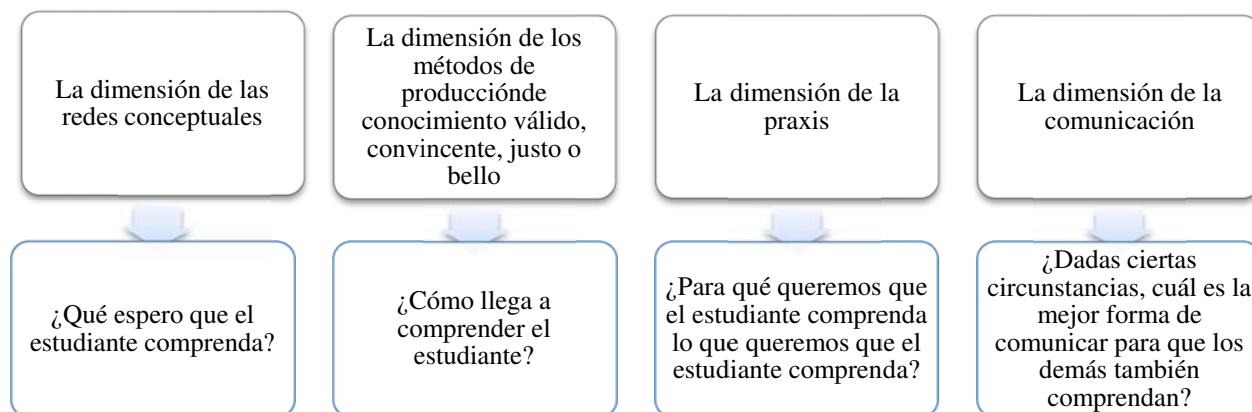 La dimensión de las
redes conceptuales
La dimensión de los
métodos de
producciónde
conocimiento válido,
convincente, justo o
bello
La dimensión de la
praxis
La dimensión de la
comunicación
¿Qué espero que el
estudiante comprenda?
¿Cómo llega a
comprender el
estudiante?
¿Para qué queremos que
el estudiante comprenda
lo que queremos que el
estudiante comprenda?
¿Dadas ciertas
circunstancias, cuál es la
mejor forma de
comunicar para que los
demás también
comprendan?